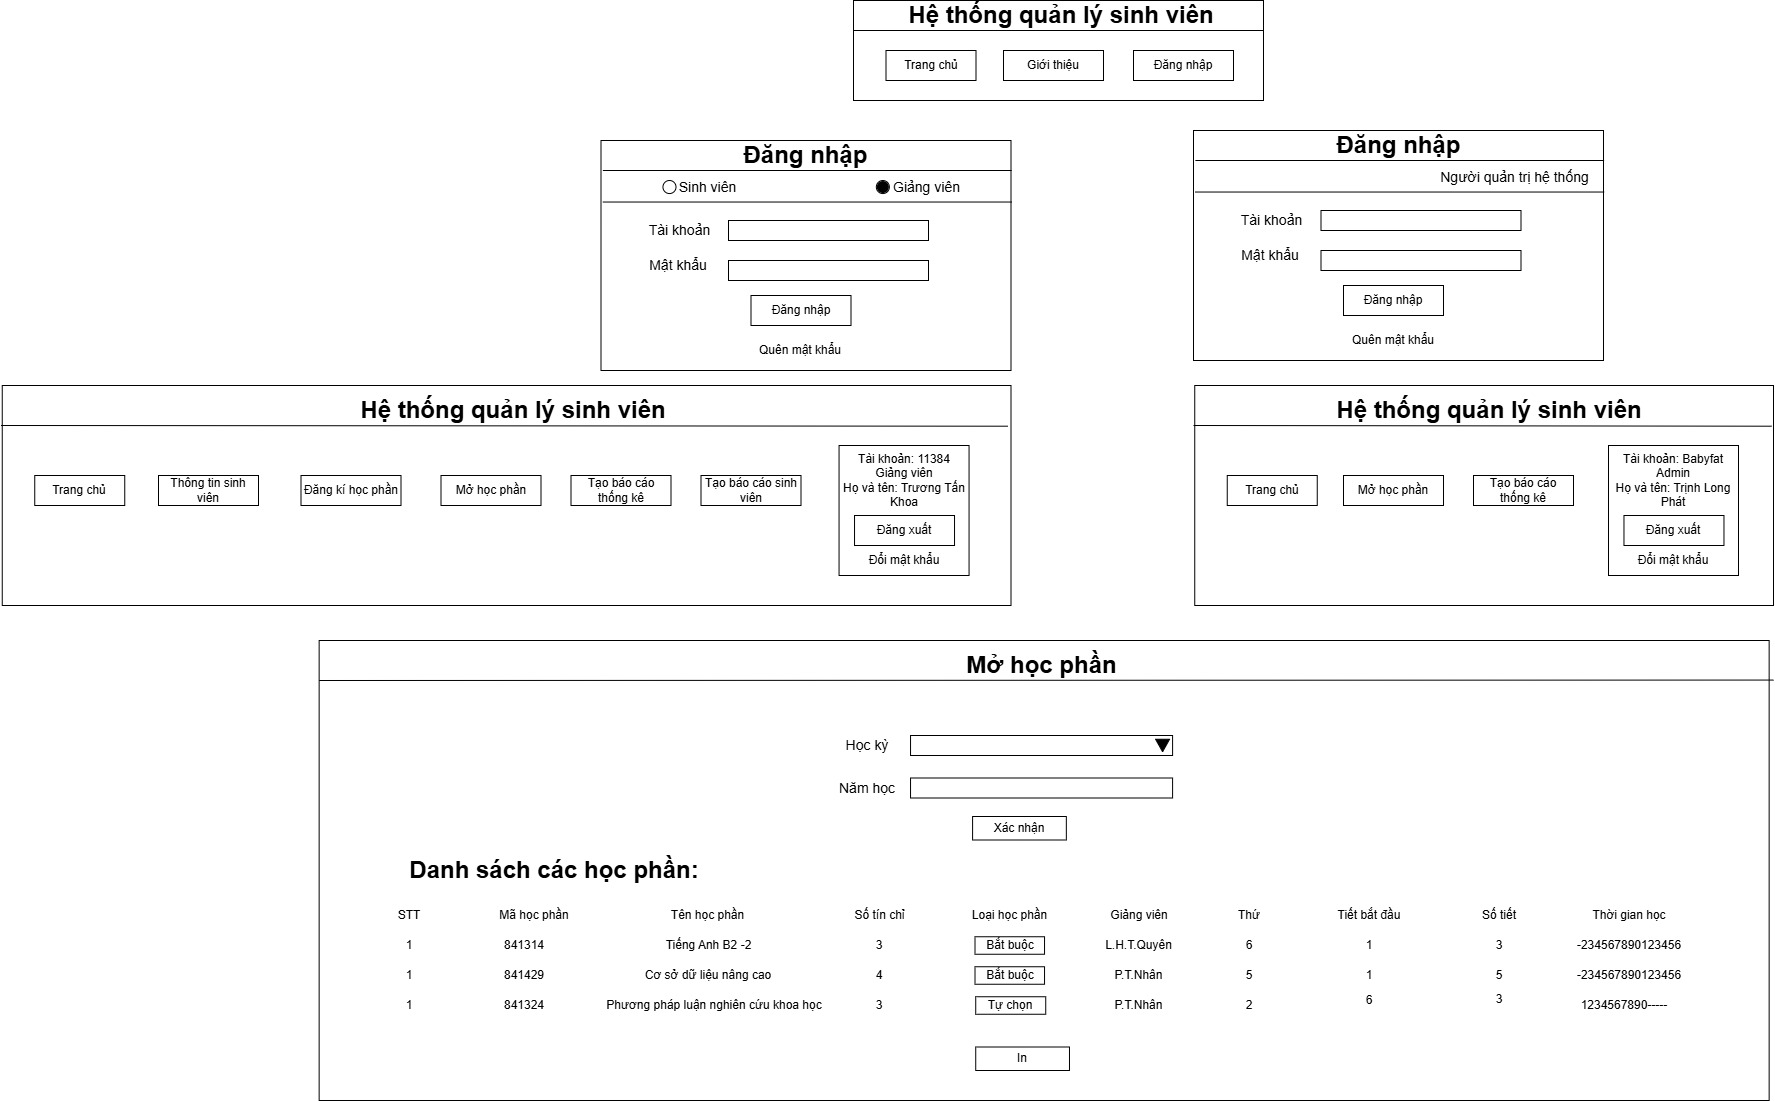 Hệ thống quản lý sinh viên
Trang chủ
Giới thiệu
Đăng nhập
Đăng nhập
Sinh viên
Giảng viên
Tài khoản
Mật khẩu
Đăng nhập
Quên mật khẩu
Đăng nhập
Người quản trị hệ thống
Tài khoản
Mật khẩu
Đăng nhập
Quên mật khẩu
Hệ thống quản lý sinh viên
Trang chủ
Thông tin sinh
viên
Đăng kí học phần
Mở học phần
Tạo báo cáo
thống kê
Tạo báo cáo sinh
viên
Tài khoản: 11384
Giảng viên
Họ và tên: Trương Tấn
Khoa
Đăng xuất
Đổi mật khẩu
Hệ thống quản lý sinh viên
Trang chủ
Mở học phần
Tạo báo cáo
thống kê
Tài khoản: Babyfat
Admin
Họ và tên: Trịnh Long
Phát
Đăng xuất
Đổi mật khẩu
Mở học phần
Học kỳ
Năm học
Xác nhận
Danh sách các học phần:
STT Mã học phần Tên học phần Số tín chỉ Loại học phần Giảng viên Thứ Tiết bắt đầu Số tiết Thời gian học
1 841314 Tiếng Anh B2 -2 3 Bắt buộc L.H.T.Quyên 6 1 3 -234567890123456
1 841429 Cơ sở dữ liệu nâng cao 4 Bắt buộc P.T.Nhân 5 1 5 -234567890123456
1 841324 Phương pháp luận nghiên cứu khoa học 3 Tự chọn P.T.Nhân 2 6 3 1234567890-----
In